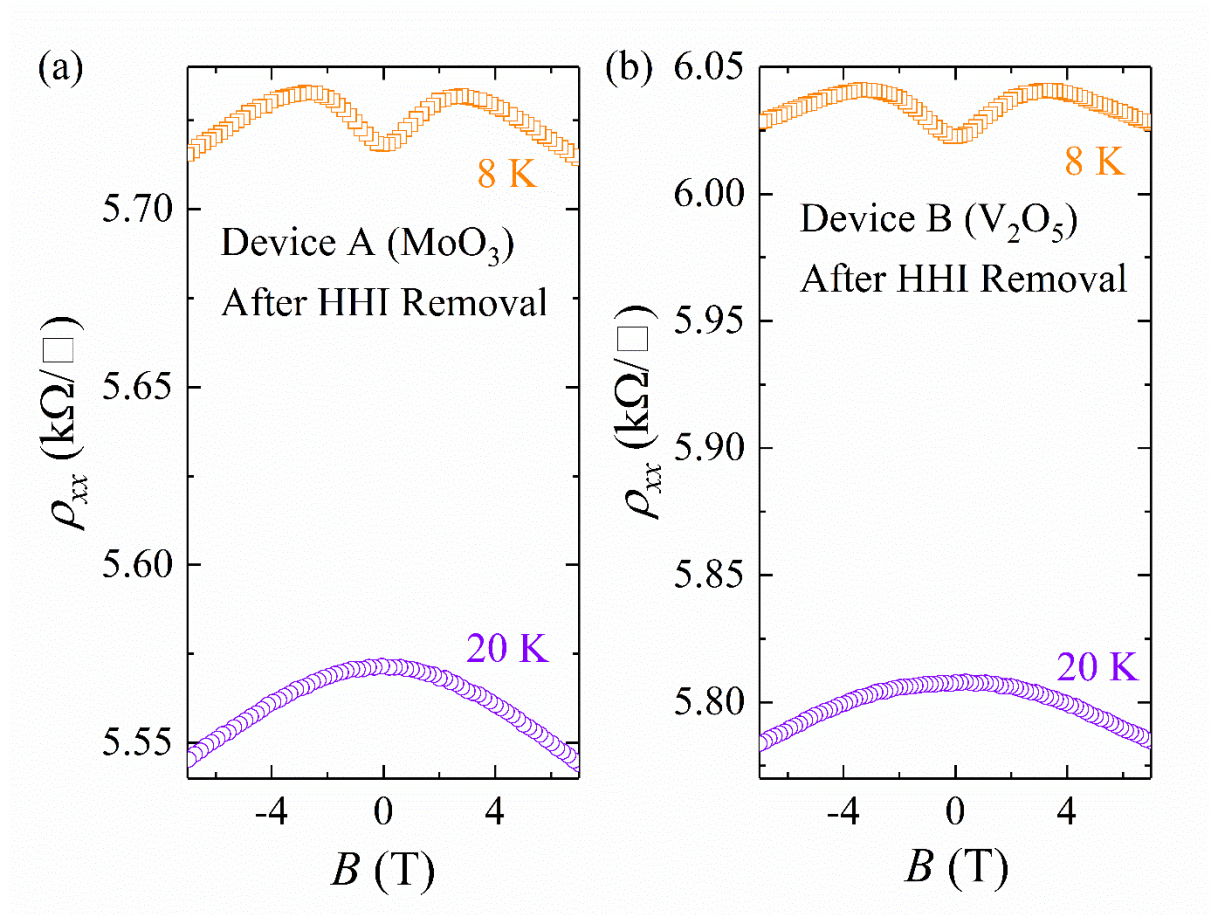 (a)
5.70
5.65
5.60
5.55
ρxx (kΩ/□)
8 K
Device A (MoO3)
After HHI Removal
20 K
-4 0 4
B (T)
(b)
6.05
6.00
5.95
5.90
5.85
5.80
ρxx (kΩ/□)
8 K
Device B (V2O5)
After HHI Removal
20 K
-4 0 4
B (T)